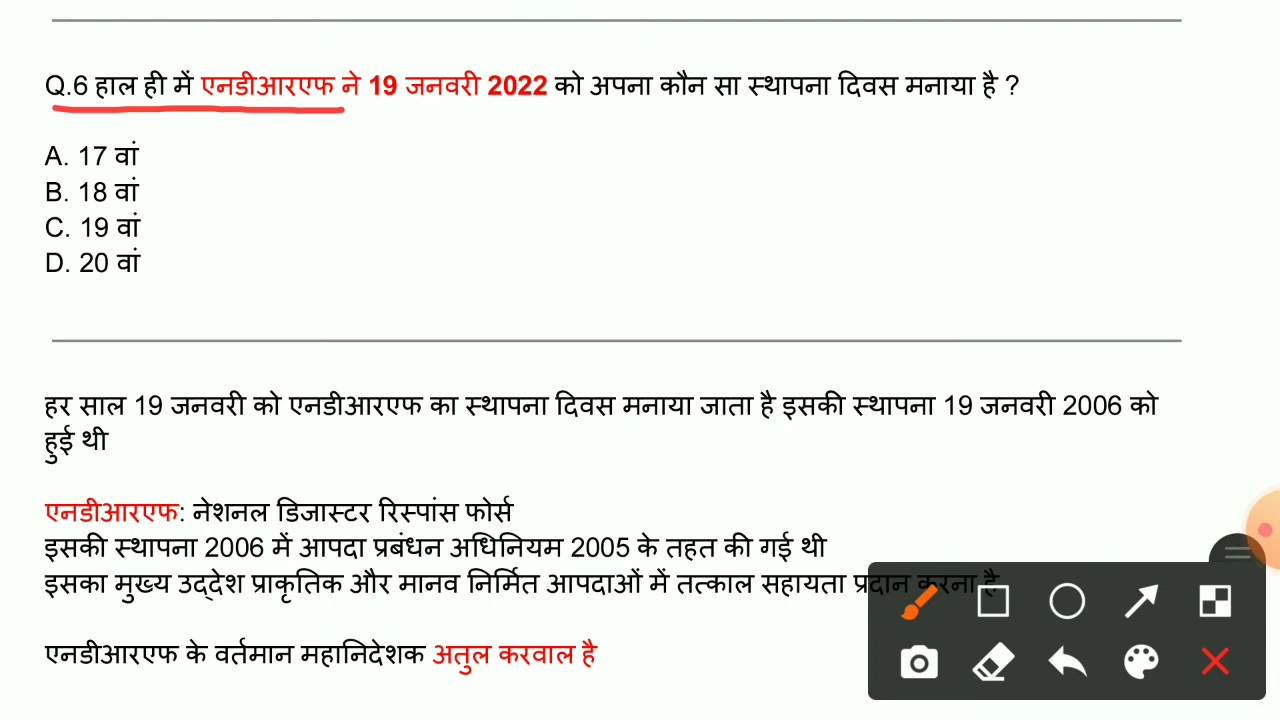 Q.6 हाल ही में एनडीआरएफ ने 19 जनवरी 2022 को अपना कौन सा स्थापना दिवस मनाया है ?
A. 17 वां
B. 18 वां
C. 19 वां
D. 20 वां
हर साल 19 जनवरी को एनडीआरएफ का स्थापना दिवस मनाया जाता है इसकी स्थापना 19 जनवरी 2006 को
हुई थी
एनडीआरएफ: नेशनल डिजास्टर रिस्पांस फोर्स
इसकी स्थापना 2006 में आपदा प्रबंधन अधिनियम 2005 के तहत की गई थी
इसका मुख्य उद्देश प्राकृतिक और मानव निर्मित आपदाओं में तत्काल सहायता प्रदान करना है
एनडीआरएफ के वर्तमान महानिदेशक अतुल करवाल है